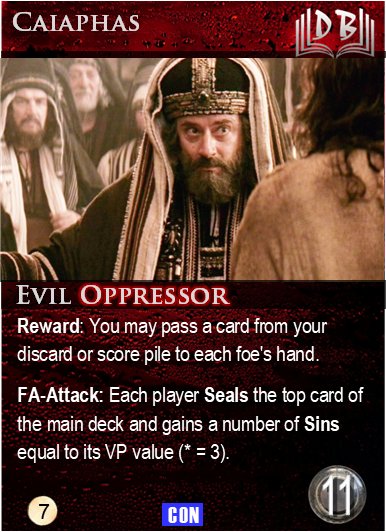 CAIAPHAS
DB
EVIL OPPRESSOR
Reward: You may pass a card from your
discard or score pile to each foe's hand.
FA-Attack: Each player Seals the top card of
the main deck and gains a number of Sins
equal to its VP value (* = 3).
7
CON
11